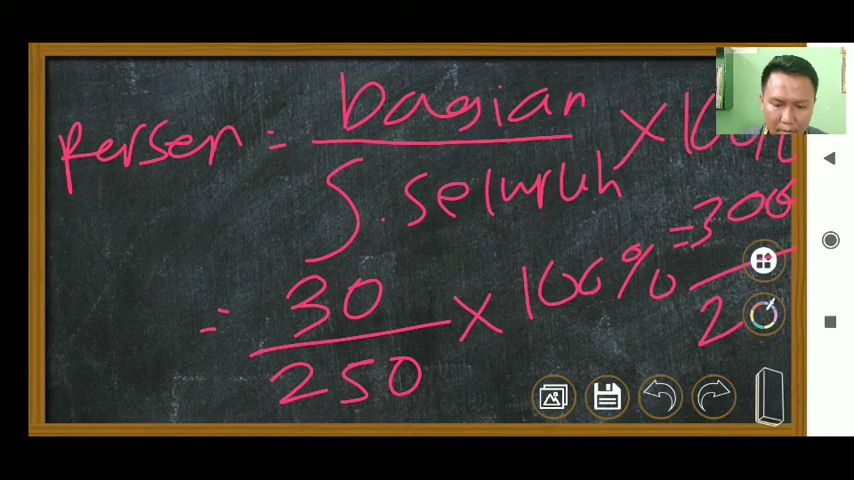 Persen = bagian × 100%
J. Seluruh
= 30 × 100% = 300
250 2